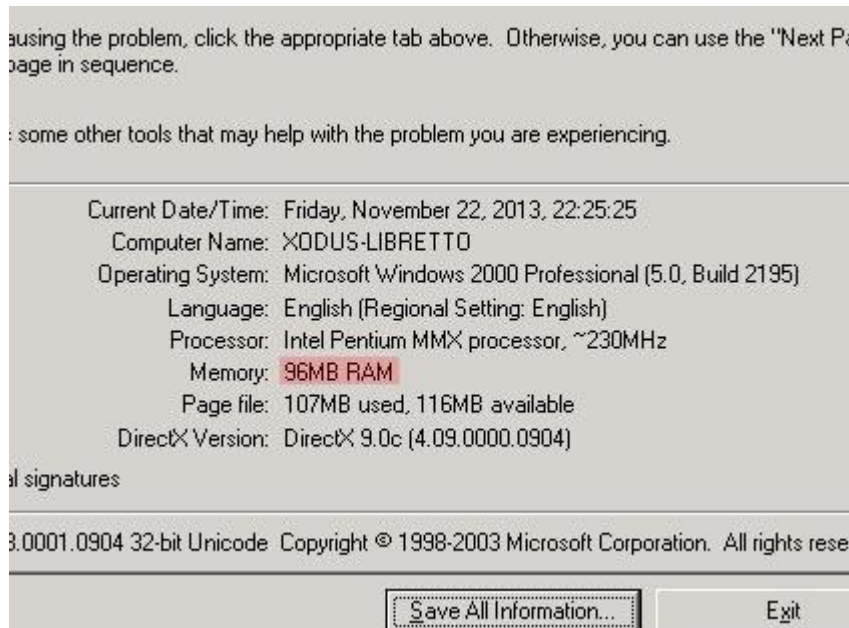 ausing the problem, click the appropriate tab above. Otherwise, you can use the "Next Pa
page in sequence.
some other tools that may help with the problem you are experiencing.
Current Date/Time: Friday, November 22, 2013, 22:25:25
Computer Name: XODUS-LIBRETTO
Operating System: Microsoft Windows 2000 Professional (5.0, Build 2195)
Language: English (Regional Setting: English)
Processor: Intel Pentium MMX processor, ~230MHz
Memory: 96MB RAM
Page file: 107MB used, 116MB available
DirectX Version: DirectX 9.0c (4.09.0000.0904)
al signatures
3.0001.0904 32-bit Unicode Copyright © 1998-2003 Microsoft Corporation. All rights rese
Save All Information... Exit